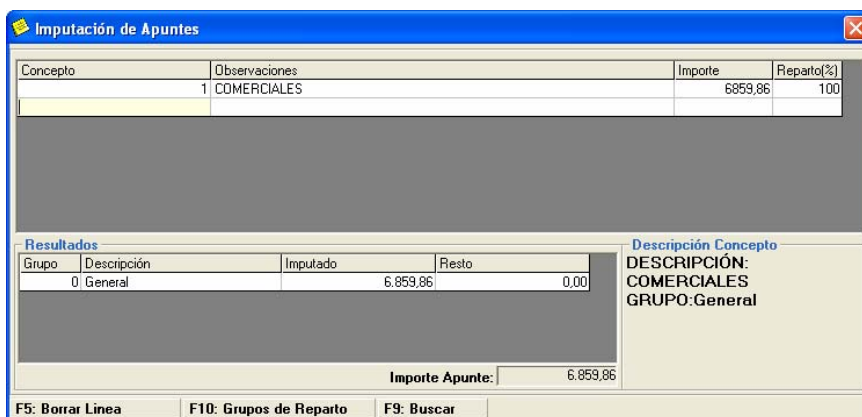 Imputación de Apuntes
Concepto Observaciones Importe Reparto(%)
1 COMERCIALES 6859,86 100
Resultados
Grupo Descripción Imputado Resto
0 General 6.859,86 0,00
Importe Apunte: 6.859,86
Descripción Concepto
DESCRIPCIÓN:
COMERCIALES
GRUPO:General
F5: Borrar Linea F10: Grupos de Reparto F9: Buscar